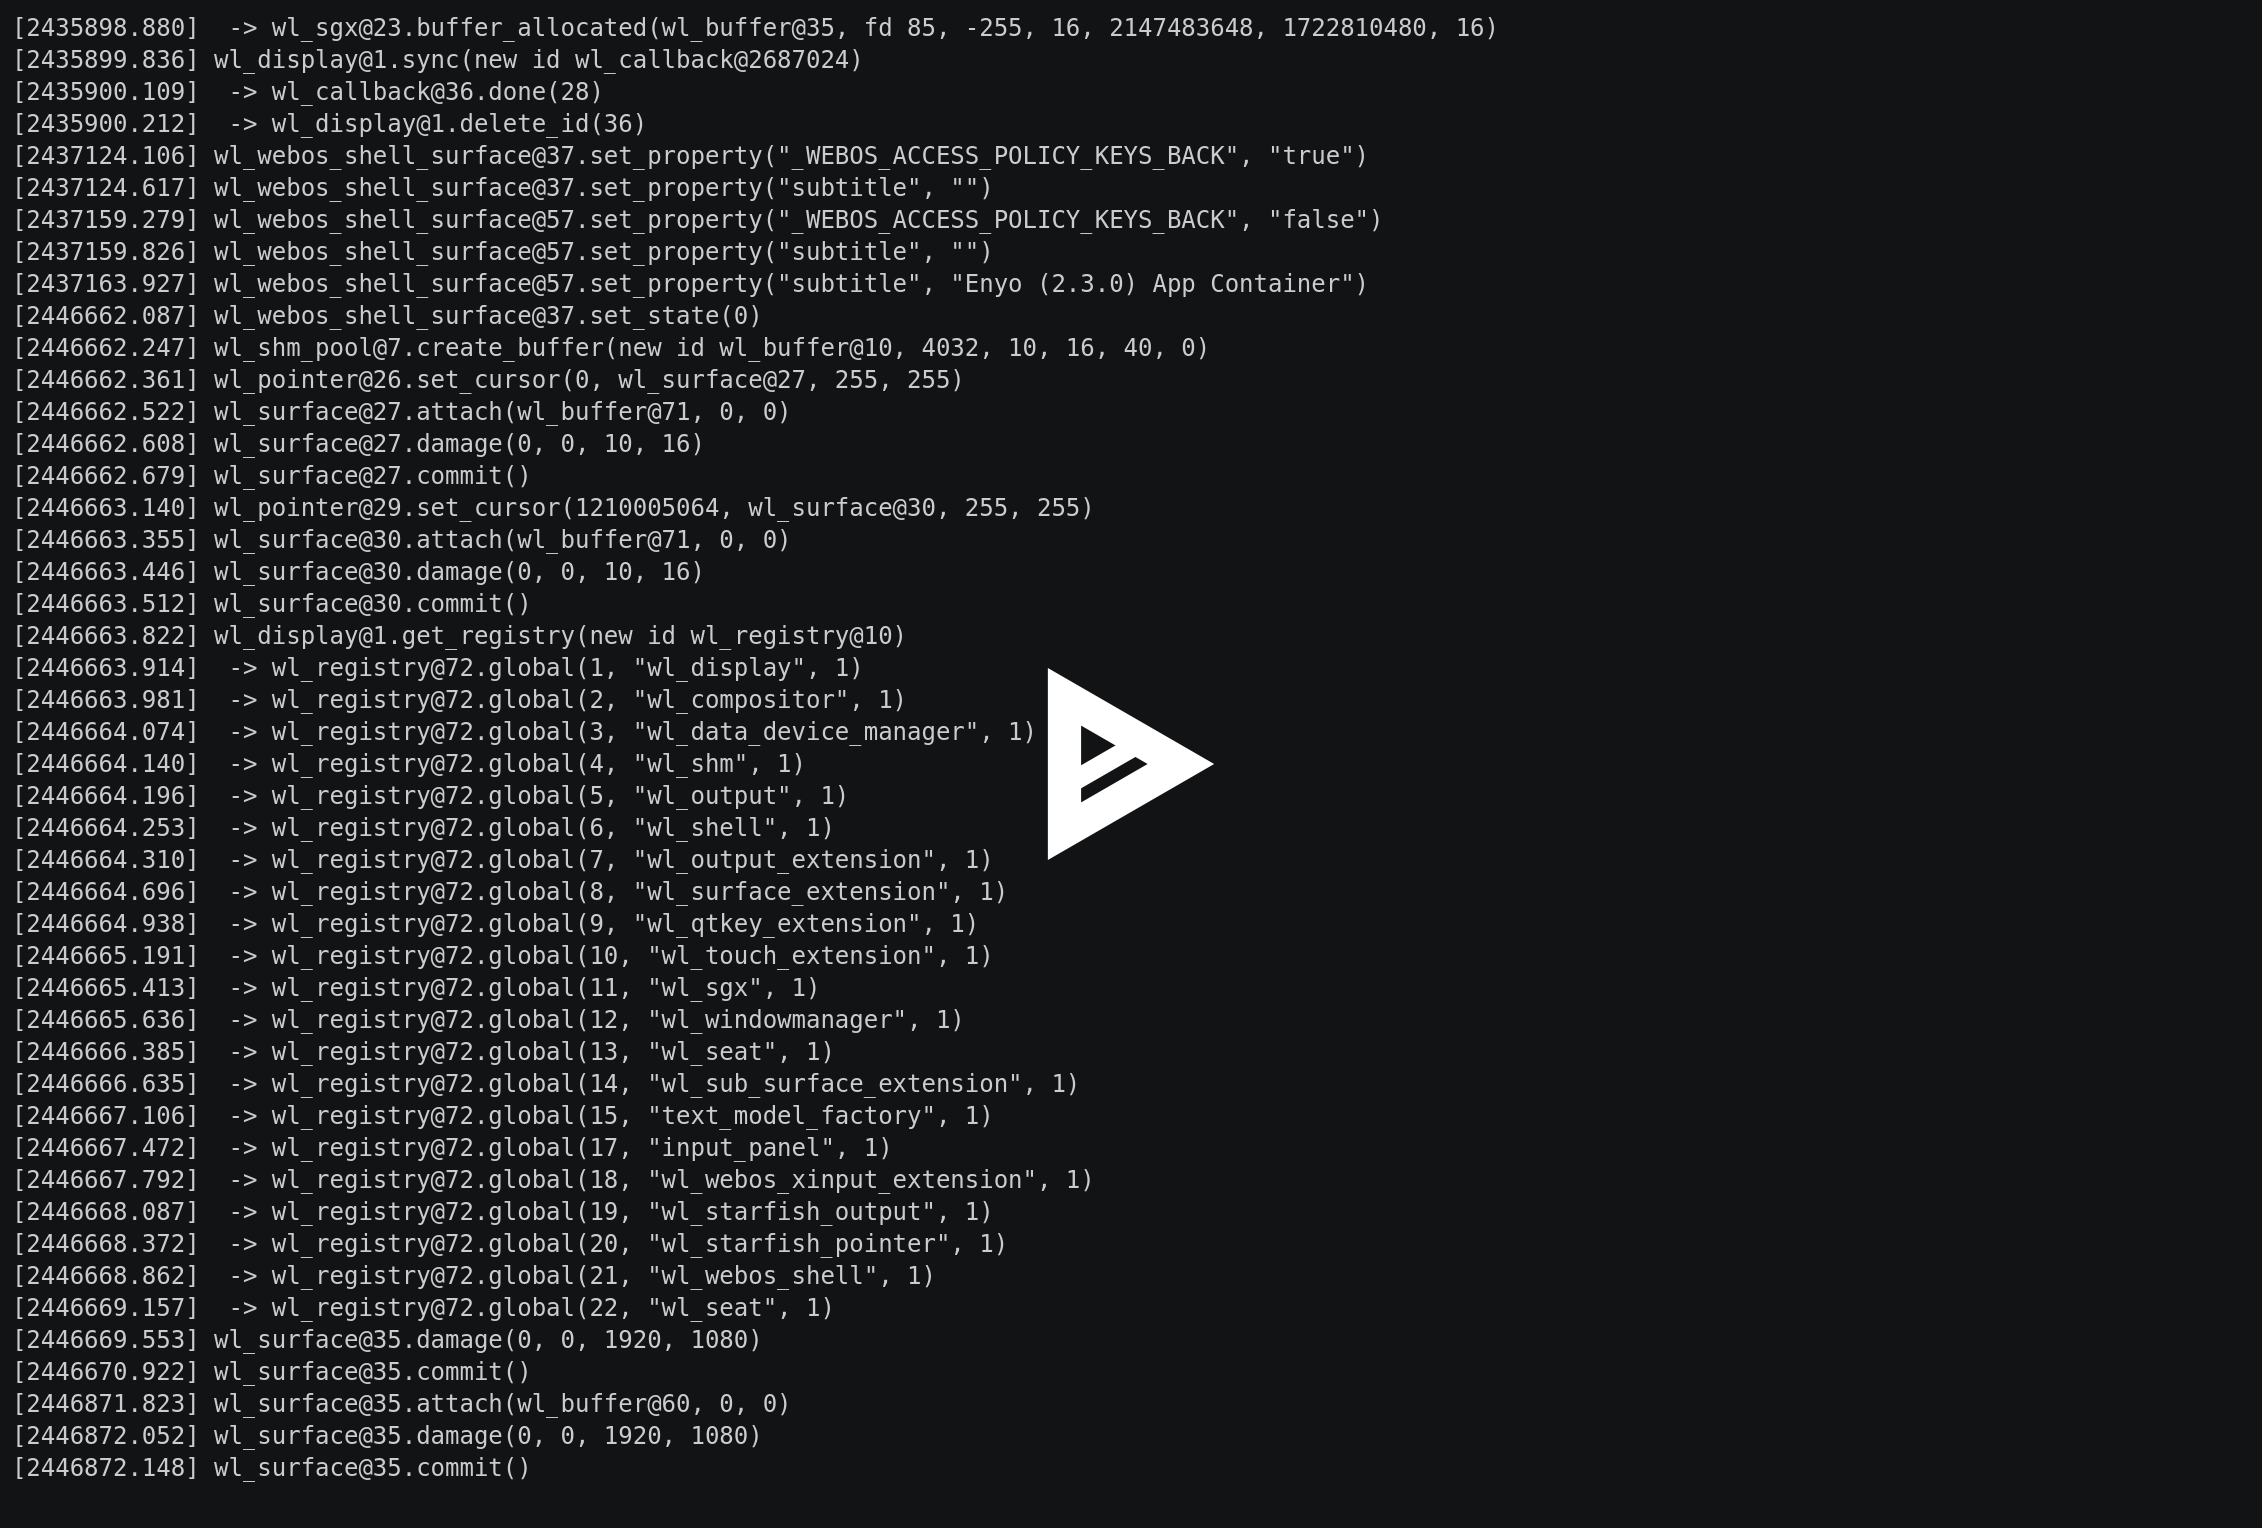 [2435898.880]  -> wl_sgx@23.buffer_allocated(wl_buffer@35, fd 85, -255, 16, 2147483648, 1722810480, 16)
[2435899.836] wl_display@1.sync(new id wl_callback@2687024)
[2435900.109]  -> wl_callback@36.done(28)
[2435900.212]  -> wl_display@1.delete_id(36)
[2437124.106] wl_webos_shell_surface@37.set_property("_WEBOS_ACCESS_POLICY_KEYS_BACK", "true")
[2437124.617] wl_webos_shell_surface@37.set_property("subtitle", "")
[2437159.279] wl_webos_shell_surface@57.set_property("_WEBOS_ACCESS_POLICY_KEYS_BACK", "false")
[2437159.826] wl_webos_shell_surface@57.set_property("subtitle", "")
[2437163.927] wl_webos_shell_surface@57.set_property("subtitle", "Enyo (2.3.0) App Container")
[2446662.087] wl_webos_shell_surface@37.set_state(0)
[2446662.247] wl_shm_pool@7.create_buffer(new id wl_buffer@10, 4032, 10, 16, 40, 0)
[2446662.361] wl_pointer@26.set_cursor(0, wl_surface@27, 255, 255)
[2446662.522] wl_surface@27.attach(wl_buffer@71, 0, 0)
[2446662.608] wl_surface@27.damage(0, 0, 10, 16)
[2446662.679] wl_surface@27.commit()
[2446663.140] wl_pointer@29.set_cursor(1210005064, wl_surface@30, 255, 255)
[2446663.355] wl_surface@30.attach(wl_buffer@71, 0, 0)
[2446663.446] wl_surface@30.damage(0, 0, 10, 16)
[2446663.512] wl_surface@30.commit()
[2446663.822] wl_display@1.get_registry(new id wl_registry@10)
[2446663.914]  -> wl_registry@72.global(1, "wl_display", 1)
[2446663.981]  -> wl_registry@72.global(2, "wl_compositor", 1)
[2446664.074]  -> wl_registry@72.global(3, "wl_data_device_manager", 1)
[2446664.140]  -> wl_registry@72.global(4, "wl_shm", 1)
[2446664.196]  -> wl_registry@72.global(5, "wl_output", 1)
[2446664.253]  -> wl_registry@72.global(6, "wl_shell", 1)
[2446664.310]  -> wl_registry@72.global(7, "wl_output_extension", 1)
[2446664.696]  -> wl_registry@72.global(8, "wl_surface_extension", 1)
[2446664.938]  -> wl_registry@72.global(9, "wl_qtkey_extension", 1)
[2446665.191]  -> wl_registry@72.global(10, "wl_touch_extension", 1)
[2446665.413]  -> wl_registry@72.global(11, "wl_sgx", 1)
[2446665.636]  -> wl_registry@72.global(12, "wl_windowmanager", 1)
[2446666.385]  -> wl_registry@72.global(13, "wl_seat", 1)
[2446666.635]  -> wl_registry@72.global(14, "wl_sub_surface_extension", 1)
[2446667.106]  -> wl_registry@72.global(15, "text_model_factory", 1)
[2446667.472]  -> wl_registry@72.global(17, "input_panel", 1)
[2446667.792]  -> wl_registry@72.global(18, "wl_webos_xinput_extension", 1)
[2446668.087]  -> wl_registry@72.global(19, "wl_starfish_output", 1)
[2446668.372]  -> wl_registry@72.global(20, "wl_starfish_pointer", 1)
[2446668.862]  -> wl_registry@72.global(21, "wl_webos_shell", 1)
[2446669.157]  -> wl_registry@72.global(22, "wl_seat", 1)
[2446669.553] wl_surface@35.damage(0, 0, 1920, 1080)
[2446670.922] wl_surface@35.commit()
[2446871.823] wl_surface@35.attach(wl_buffer@60, 0, 0)
[2446872.052] wl_surface@35.damage(0, 0, 1920, 1080)
[2446872.148] wl_surface@35.commit()